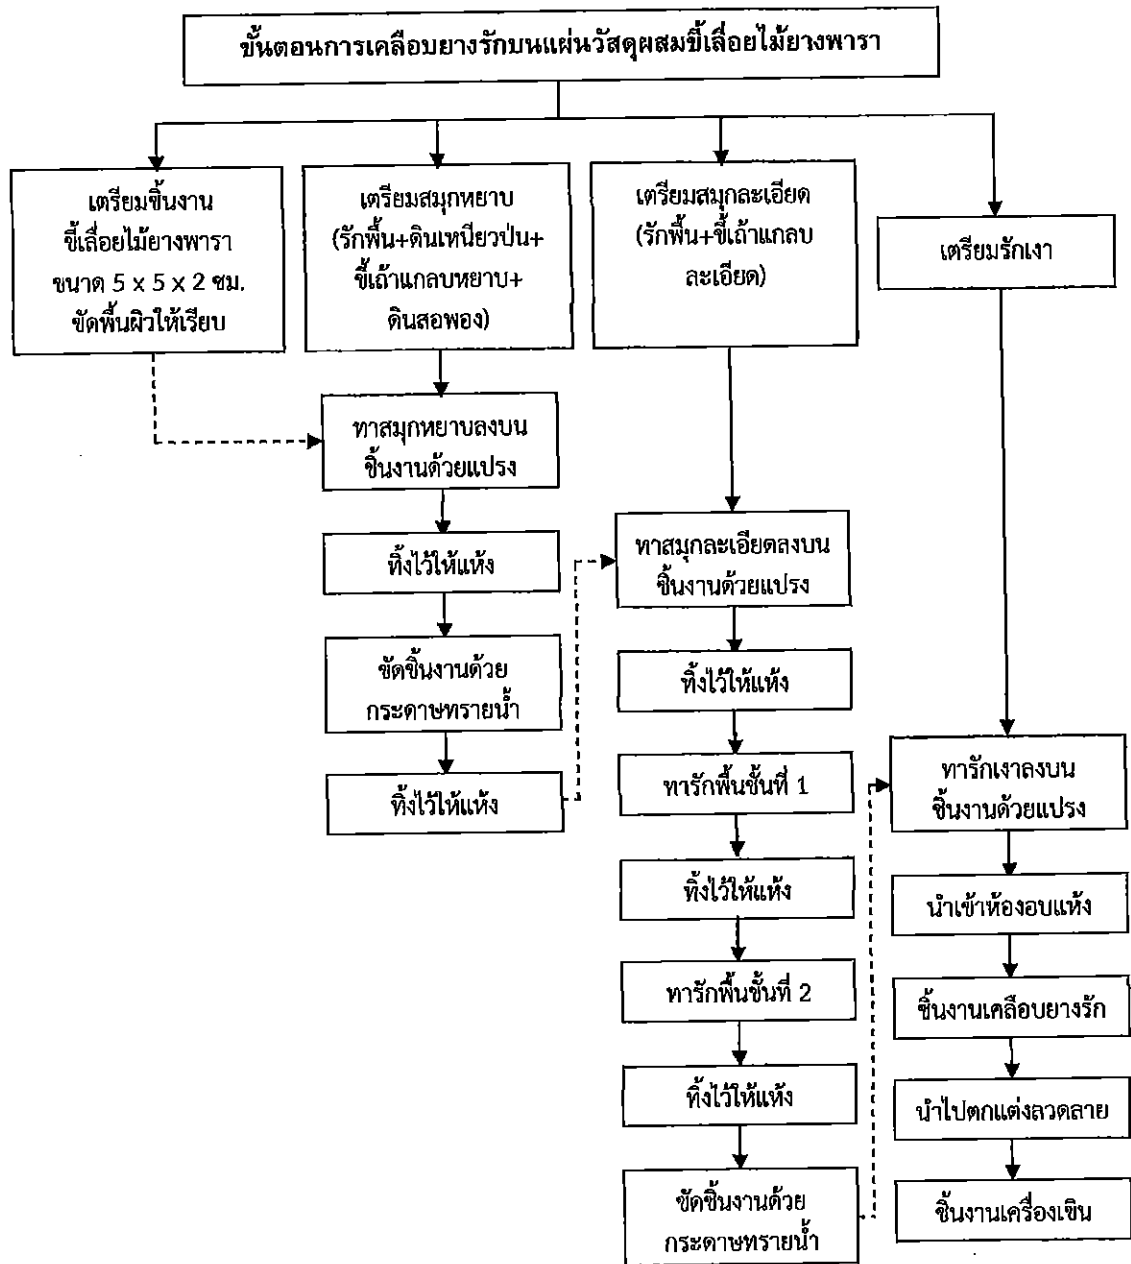 ขั้นตอนการเคลือบยางรักบนแผ่นวัสดุผสมขี้เลื่อยไม้ยางพารา
เตรียมชิ้นงาน
ขี้เลื่อยไม้ยางพารา
ขนาด 5 x 5 x 2 ซม.
ขัดพื้นผิวให้เรียบ
เตรียมสมุกหยาบ
(รักพื้น+ดินเหนียวป่น+
ขี้เถ้าแกลบหยาบ+
ดินสอพอง)
เตรียมสมุกละเอียด
(รักพื้น+ขี้เถ้าแกลบ
ละเอียด)
เตรียมรักเงา
ทาสมุกหยาบลงบน
ชิ้นงานด้วยแปรง
ทิ้งไว้ให้แห้ง
ขัดชิ้นงานด้วย
กระดาษทรายน้ำ
ทิ้งไว้ให้แห้ง
ทาสมุกละเอียดลงบน
ชิ้นงานด้วยแปรง
ทิ้งไว้ให้แห้ง
ทารักพื้นชั้นที่ 1
ทิ้งไว้ให้แห้ง
ทารักพื้นชั้นที่ 2
ทิ้งไว้ให้แห้ง
ขัดชิ้นงานด้วย
กระดาษทรายน้ำ
ทารักเงาลงบน
ชิ้นงานด้วยแปรง
นำเข้าห้องอบแห้ง
ชิ้นงานเคลือบยางรัก
นำไปตกแต่งลวดลาย
ชิ้นงานเครื่องเขิน